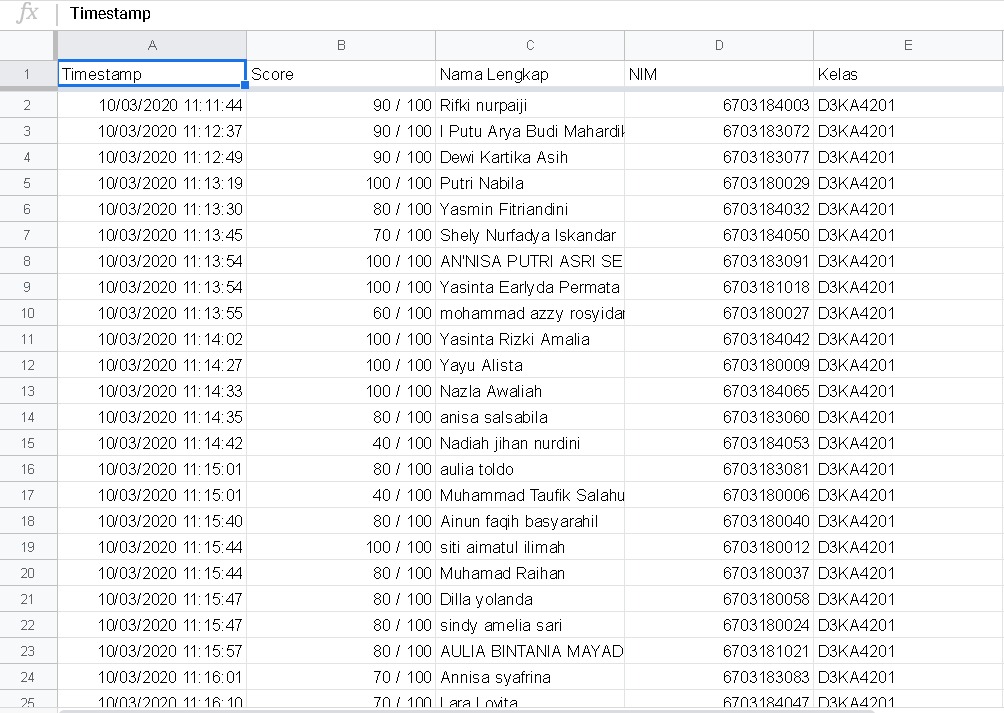 fx Timestamp
A B C D E
1 Timestamp Score Nama Lengkap NIM Kelas
2 10/03/2020 11:11:44 90 / 100 Rifki nurpaiji 6703184003 D3KA4201
3 10/03/2020 11:12:37 90 / 100 I Putu Arya Budi Mahardik 6703183072 D3KA4201
4 10/03/2020 11:12:49 90 / 100 Dewi Kartika Asih 6703183077 D3KA4201
5 10/03/2020 11:13:19 100 / 100 Putri Nabila 6703180029 D3KA4201
6 10/03/2020 11:13:30 80 / 100 Yasmin Fitriandini 6703184032 D3KA4201
7 10/03/2020 11:13:45 70 / 100 Shely Nurfadya Iskandar 6703184050 D3KA4201
8 10/03/2020 11:13:54 100 / 100 AN'NISA PUTRI ASRI SE 6703183091 D3KA4201
9 10/03/2020 11:13:54 100 / 100 Yasinta Earlyda Permata 6703181018 D3KA4201
10 10/03/2020 11:13:55 60 / 100 mohammad azzy rosyidan 6703180027 D3KA4201
11 10/03/2020 11:14:02 100 / 100 Yasinta Rizki Amalia 6703184042 D3KA4201
12 10/03/2020 11:14:27 100 / 100 Yayu Alista 6703180009 D3KA4201
13 10/03/2020 11:14:33 100 / 100 Nazla Awaliah 6703184065 D3KA4201
14 10/03/2020 11:14:35 80 / 100 anisa salsabila 6703183060 D3KA4201
15 10/03/2020 11:14:42 40 / 100 Nadiah jihan nurdini 6703184053 D3KA4201
16 10/03/2020 11:15:01 80 / 100 aulia toldo 6703183081 D3KA4201
17 10/03/2020 11:15:01 40 / 100 Muhammad Taufik Salahu 6703180006 D3KA4201
18 10/03/2020 11:15:40 80 / 100 Ainun faqih basyarahil 6703180040 D3KA4201
19 10/03/2020 11:15:44 100 / 100 siti aimatul ilimah 6703180012 D3KA4201
20 10/03/2020 11:15:44 80 / 100 Muhamad Raihan 6703180037 D3KA4201
21 10/03/2020 11:15:47 80 / 100 Dilla yolanda 6703180058 D3KA4201
22 10/03/2020 11:15:47 80 / 100 sindy amelia sari 6703180024 D3KA4201
23 10/03/2020 11:15:57 80 / 100 AULIA BINTANIA MAYAD 6703181021 D3KA4201
24 10/03/2020 11:16:01 70 / 100 Annisa syafrina 6703183083 D3KA4201
25 10/03/2020 11:16:10 70 / 100 Lara Lovita 6703184047 D3KA4201